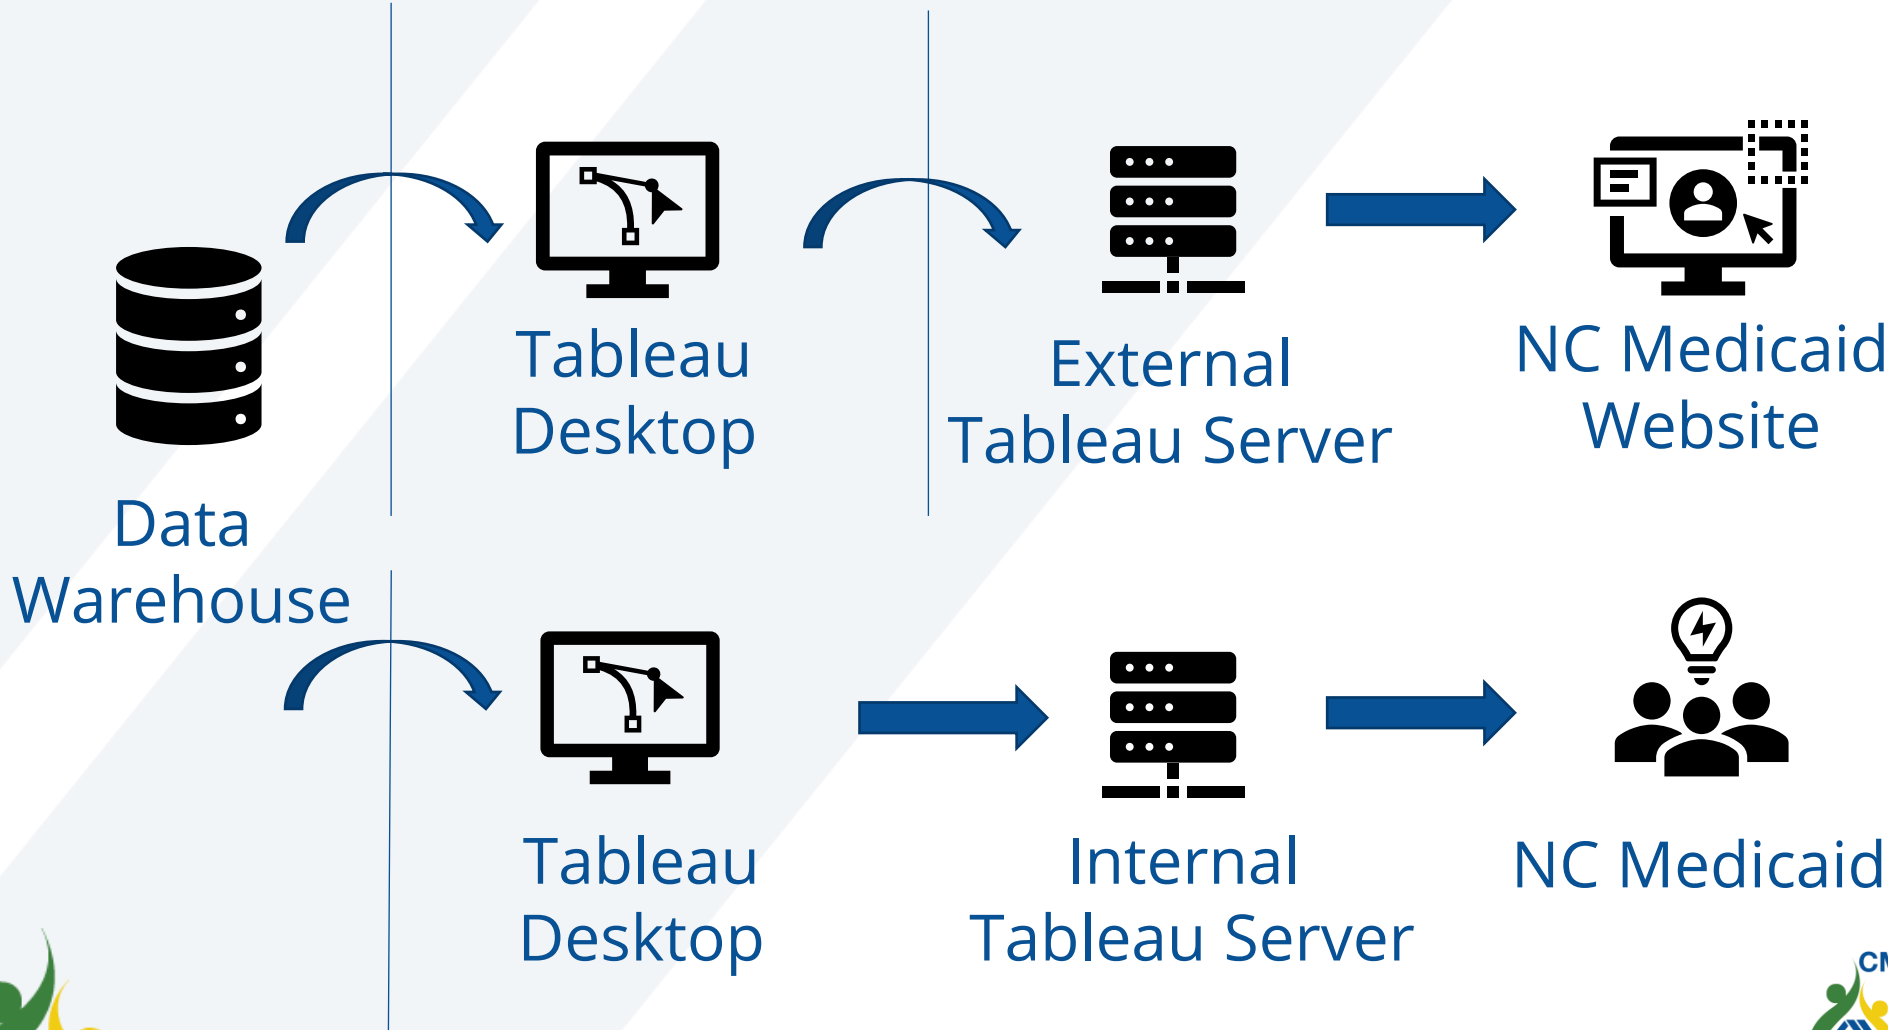 Data
Warehouse
Tableau
Desktop
External
Tableau Server
NC Medicaid
Website
Tableau
Desktop
Internal
Tableau Server
NC Medicaid